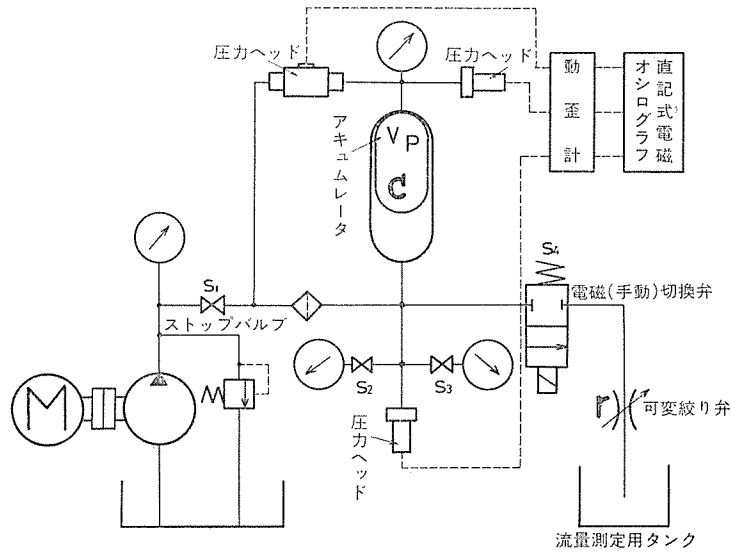 圧力ヘッド
圧力ヘッド
動歪計
直記式電磁
オシログラフ
アキュムレータ
V P
C
S1
ストップバルブ
S4
電磁(手動)切換弁
S2
S3
M
圧力ヘッド
r
可変絞り弁
流量測定用タンク